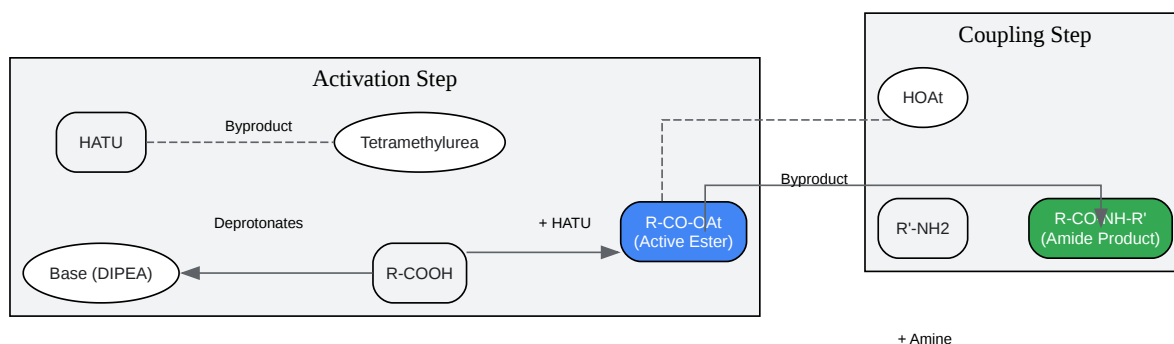 Coupling Step
Activation Step
HOAt
HATU
Byproduct
Tetramethylurea
Byproduct
Deprotonates
+ HATU
R-CO-OAt
(Active Ester)
R'-NH2
R-CO-NH-R'
(Amide Product)
Base (DIPEA)
R-COOH
+ Amine